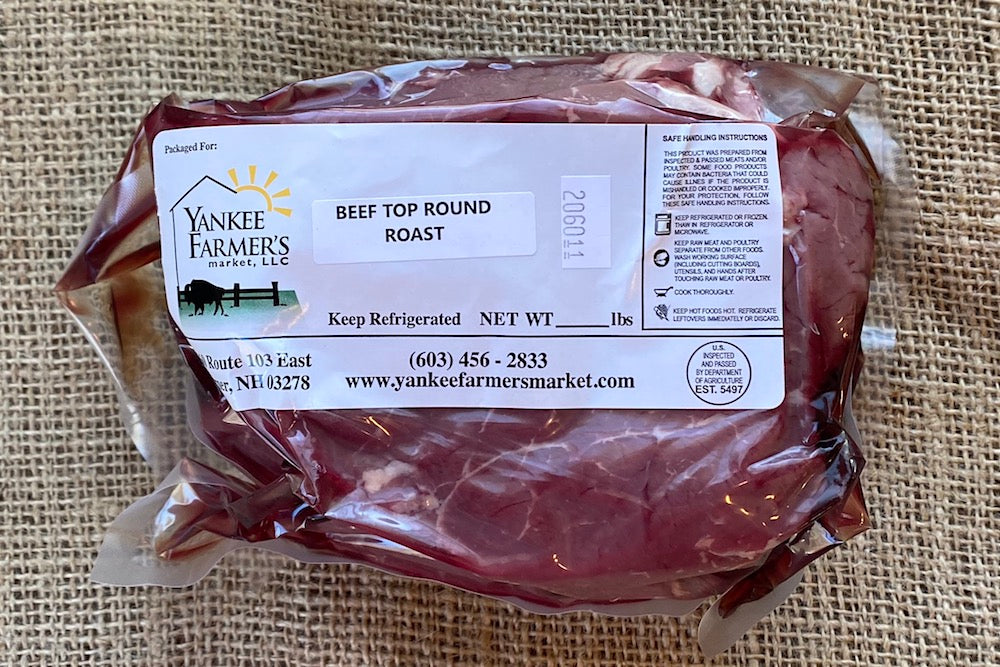 Packaged For:
YANKEE
FARMER'S
market, LLC
BEEF TOP ROUND
ROAST
206011
Keep Refrigerated NET WT lbs
Route 103 East
NH 03278
(603) 456 - 2833
www.yankeefarmersmarket.com
SAFE HANDLING INSTRUCTIONS
THIS PRODUCT WAS PREPARED FROM
INSPECTED & PASSED MEATS AND/OR
POULTRY. SOME FOOD PRODUCTS
MAY CONTAIN BACTERIA THAT COULD
CAUSE ILLNES IF THE PRODUCT IS
MISHANDLED OR COOKED IMPROPERLY.
FOR YOUR PROTECTION, FOLLOW
THESE SAFE HANDLING INSTRUCTIONS.
KEEP REFRIGERATED OR FROZEN.
THAW IN REFRIGERATOR OR
MICROWAVE.
KEEP RAW MEAT AND POULTRY
SEPARATE FROM OTHER FOODS.
WASH WORKING SURFACE
(INCLUDING CUTTING BOARDS),
UTENSILS, AND HANDS AFTER
TOUCHING RAW MEAT OR POULTRY.
COOK THOROUGHLY.
KEEP HOT FOODS HOT. REFRIGERATE
LEFTOVERS IMMEDIATELY OR DISCARD.
U.S.
INSPECTED
AND PASSED
BY DEPARTMENT
OF AGRICULTURE
EST. 5497